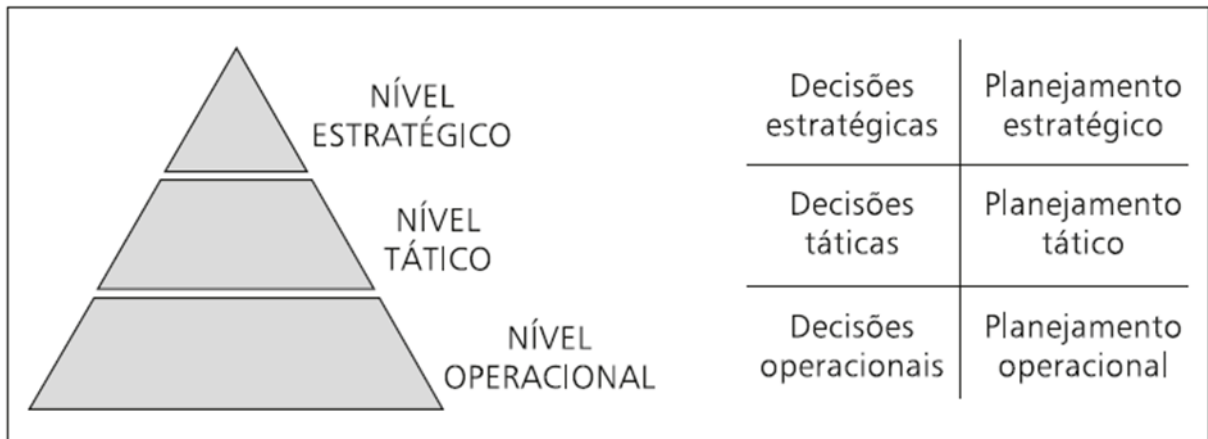 NÍVEL
ESTRATÉGICO
NÍVEL
TÁTICO
NÍVEL
OPERACIONAL
Decisões
estratégicas
Planejamento
estratégico
Decisões
táticas
Planejamento
tático
Decisões
operacionais
Planejamento
operacional